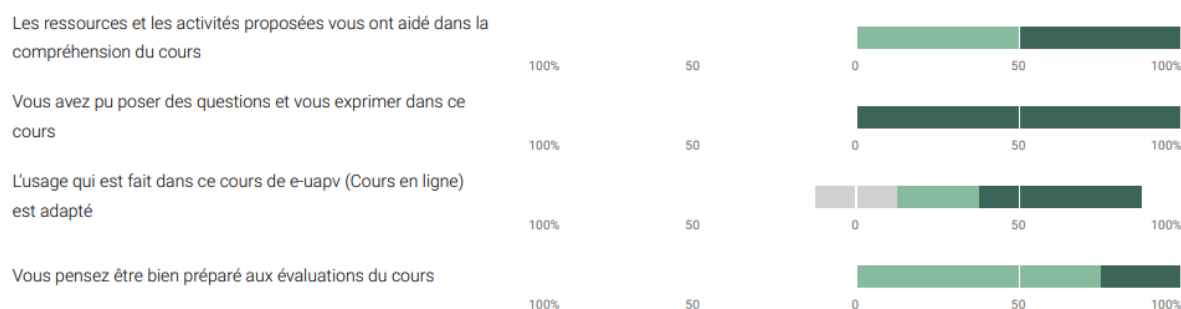 Les ressources et les activités proposées vous ont aidé dans la
compréhension du cours
100% 50 0 50 100%
Vous avez pu poser des questions et vous exprimer dans ce
cours
100% 50 0 50 100%
L'usage qui est fait dans ce cours de e-uapv (Cours en ligne)
est adapté
100% 50 0 50 100%
Vous pensez être bien préparé aux évaluations du cours
100% 50 0 50 100%